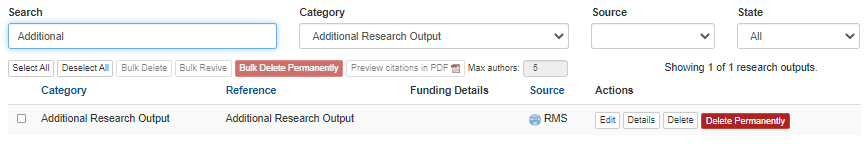 Search Category Source State
Additional Additional Research Output All
Select All Deselect All Bulk Delete Bulk Revive Bulk Delete Permanently Preview citations in PDF Max authors: 5 Showing 1 of 1 research outputs.
Category Reference Funding Details Source Actions
Additional Research Output Additional Research Output RMS Edit Details Delete Delete Permanently